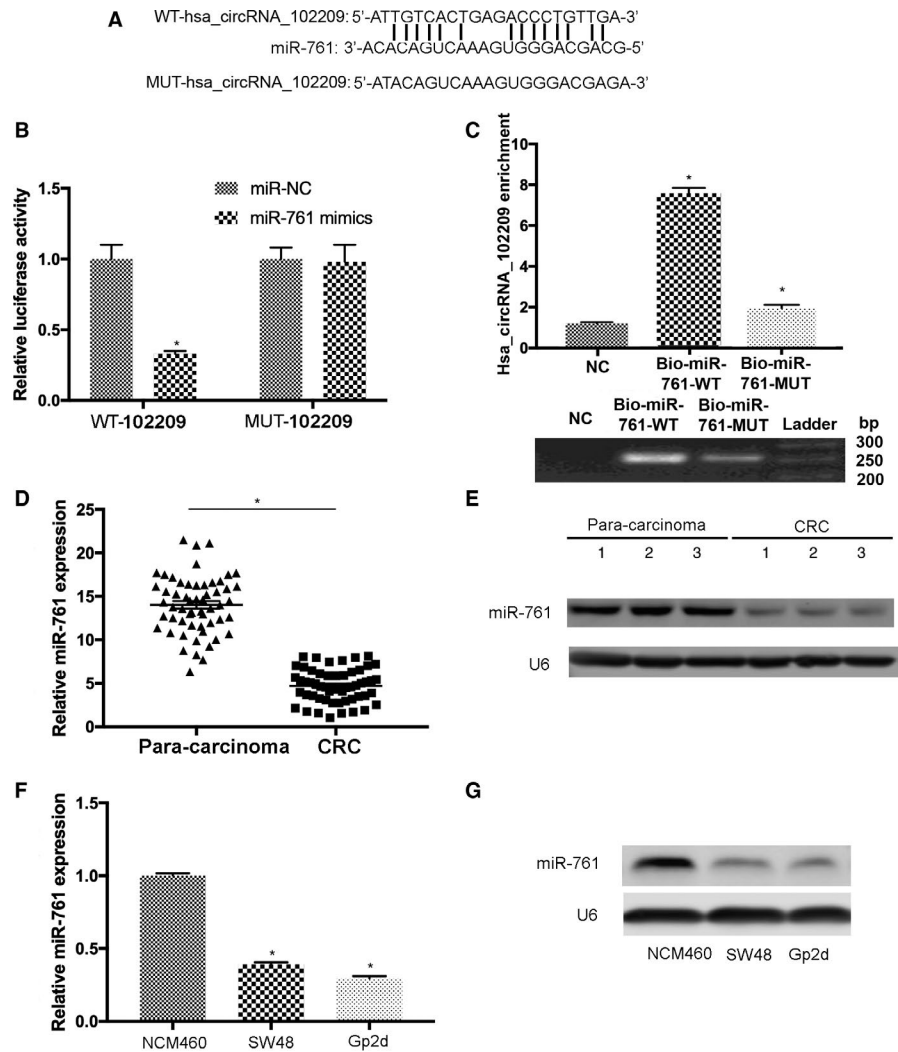 A
WT-hsa_circRNA_102209: 5'-ATTGTCACTGAGACCCTGTTGA-3'
miR-761: 3'-ACACAGUCAAAGUGGGACGACG-5'
MUT-hsa_circRNA_102209: 5'-ATACAGUCAAAGUGGGACGAGA-3'
B
Relative luciferase activity
1.5
1.0
0.5
0.0
miR-NC
miR-761 mimics
*
WT-102209
MUT-102209
C
Hsa_circRNA_102209 enrichment
10
8
6
4
2
0
*
*
NC
Bio-miR-761-WT
Bio-miR-761-MUT
NC
Bio-miR-761-WT
Bio-miR-761-MUT
Ladder
bp
300
250
200
D
Relative miR-761 expression
25
20
15
10
5
0
*
Para-carcinoma
CRC
E
Para-carcinoma
CRC
1 2 3 1 2 3
miR-761
U6
F
Relative miR-761 expression
1.5
1.0
0.5
0.0
*
*
NCM460
SW48
Gp2d
G
miR-761
U6
NCM460 SW48 Gp2d